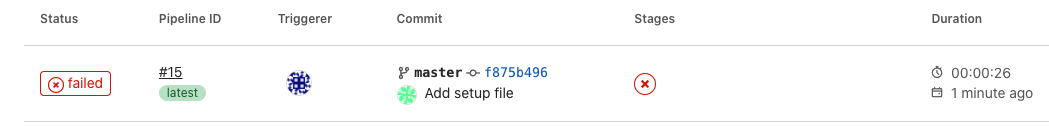 Status Pipeline ID Triggerer Commit Stages Duration
failed #15 master f875b496 00:00:26
latest Add setup file 1 minute ago